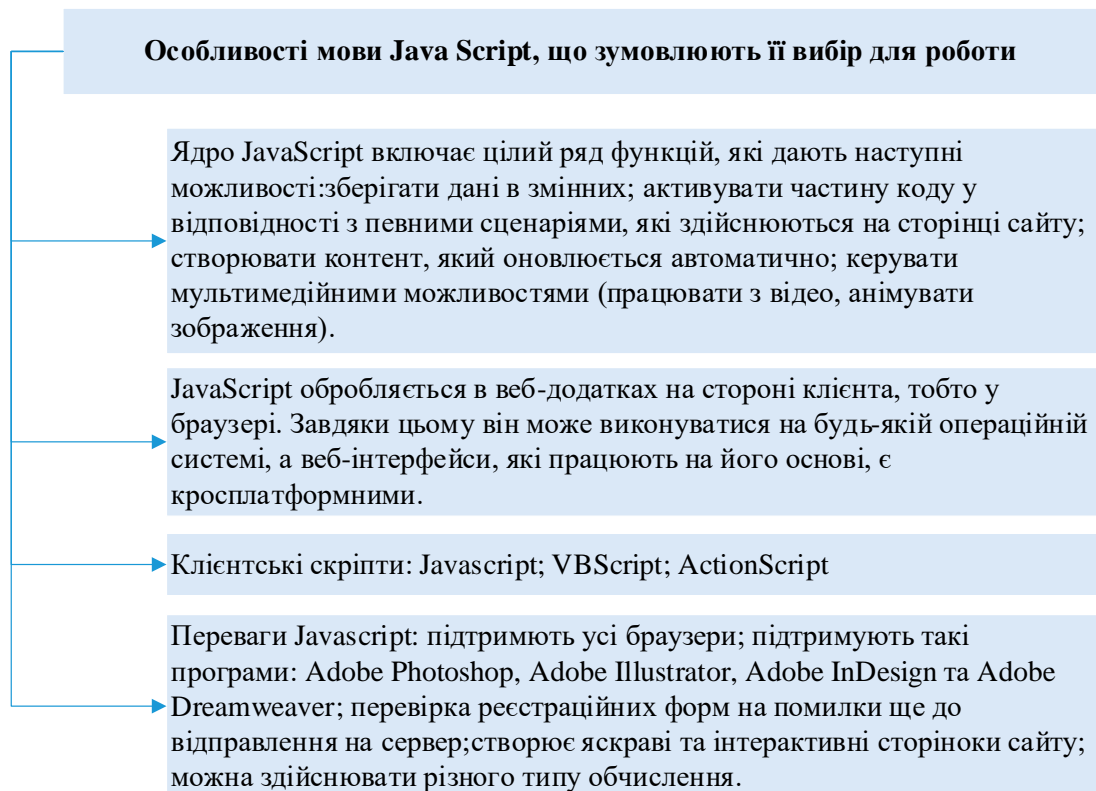 Особливості мови Java Script, що зумовлюють її вибір для роботи
Ядро JavaScript включає цілий ряд функцій, які дають наступні
можливості:зберігати дані в змінних; активувати частину коду у
відповідності з певними сценаріями, які здійснюються на сторінці сайту;
створювати контент, який оновлюється автоматично; керувати
мультимедійними можливостями (працювати з відео, анімувати
зображення).
JavaScript обробляється в веб-додатках на стороні клієнта, тобто у
браузері. Завдяки цьому він може виконуватися на будь-якій операційній
системі, а веб-інтерфейси, які працюють на його основі, є
кросплатформними.
Клієнтські скріпти: Javascript; VBScript; ActionScript
Переваги Javascript: підтримють усі браузери; підтримують такі
програми: Adobe Photoshop, Adobe Illustrator, Adobe InDesign та Adobe
Dreamweaver; перевірка реєстраційних форм на помилки ще до
відправлення на сервер;створює яскраві та інтерактивні сторіноки сайту;
можна здійснювати різного типу обчислення.